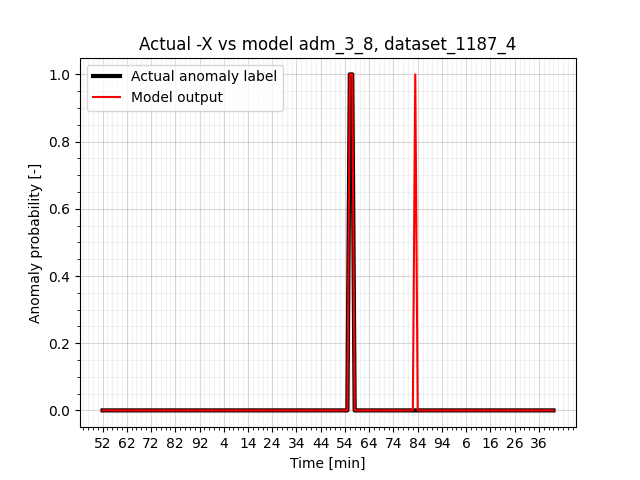 Actual -X vs model adm_3_8, dataset_1187_4
Actual anomaly label
Model output
Anomaly probability [-]
1.0
0.8
0.6
0.4
0.2
0.0
52 62 72 82 92 4 14 24 34 44 54 64 74 84 94 6 16 26 36
Time [min]